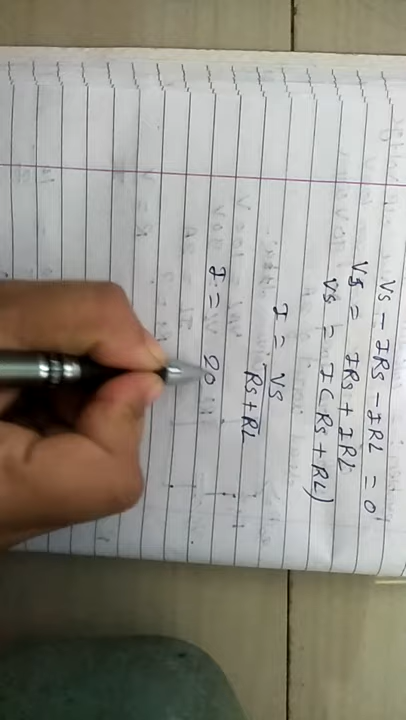 VS - IRS - IRL = 0
VS = IRS + IRL
VS = I(RS + RL)
I = VS
RS + RL
I = 20